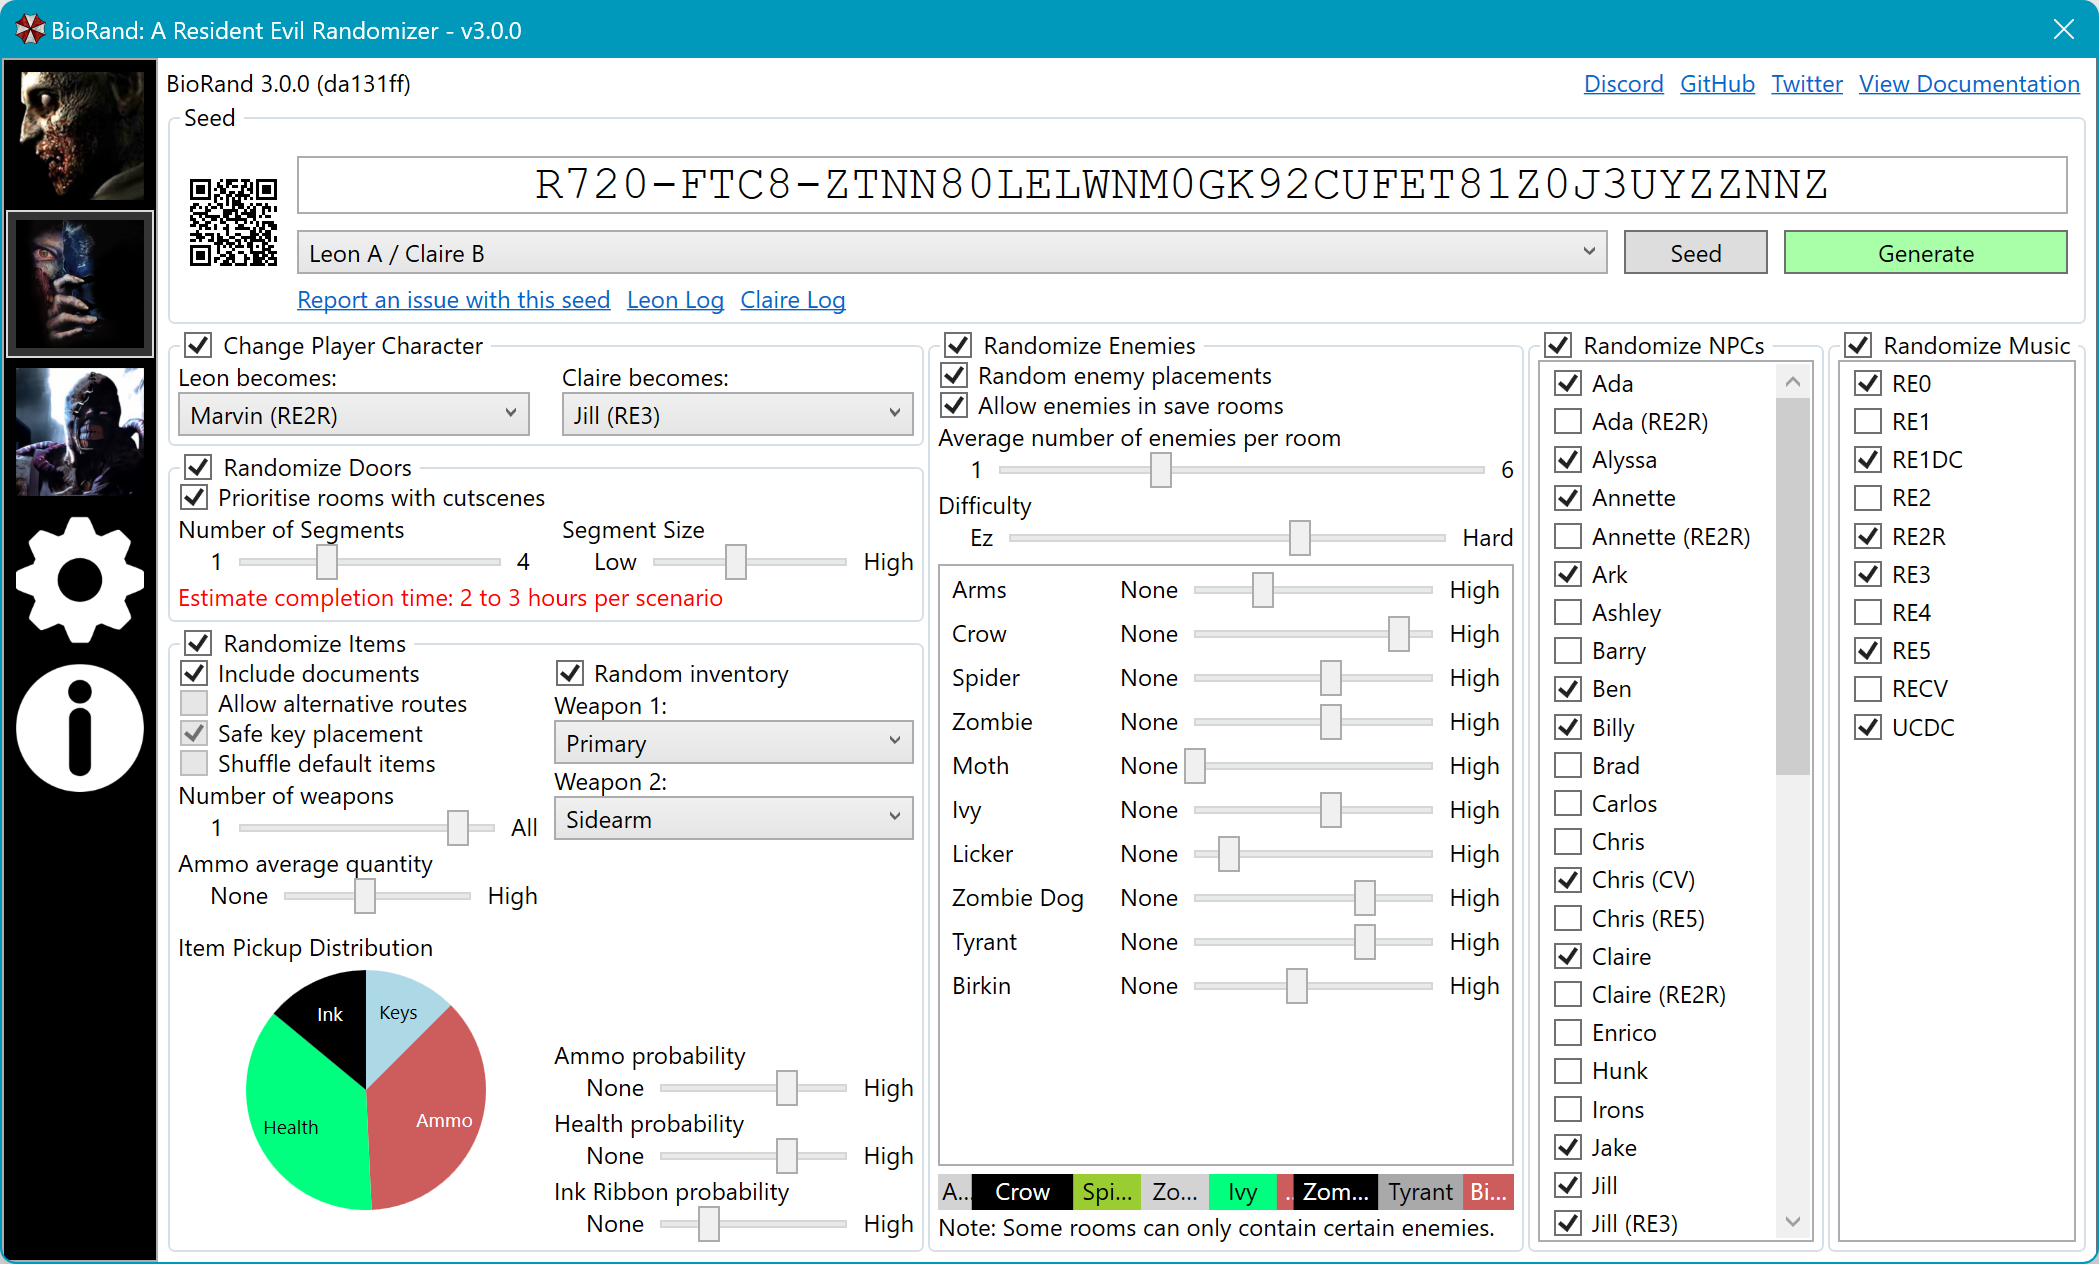 BioRand: A Resident Evil Randomizer - v3.0.0
BioRand 3.0.0 (da131ff)
Discord GitHub Twitter View Documentation
Seed
R720-FTC8-ZTNN80LELWNM0GK92CUFET81Z0J3UYZZNNZ
Leon A / Claire B
Seed
Generate
Report an issue with this seed Leon Log Claire Log
Change Player Character
Leon becomes:
Marvin (RE2R)
Claire becomes:
Jill (RE3)
Randomize Doors
Prioritise rooms with cutscenes
Number of Segments
1 4
Segment Size
Low High
Estimate completion time: 2 to 3 hours per scenario
Randomize Items
Include documents
Allow alternative routes
Safe key placement
Shuffle default items
Number of weapons
1 All
Ammo average quantity
None High
Random inventory
Weapon 1:
Primary
Weapon 2:
Sidearm
Item Pickup Distribution
Ink
Keys
Health
Ammo
Ammo probability
None High
Health probability
None High
Ink Ribbon probability
None High
Randomize Enemies
Random enemy placements
Allow enemies in save rooms
Average number of enemies per room
1 6
Difficulty
Ez Hard
Arms None High
Crow None High
Spider None High
Zombie None High
Moth None High
Ivy None High
Licker None High
Zombie Dog None High
Tyrant None High
Birkin None High
A... Crow Spi... Zo... Ivy ... Zom... Tyrant Bi...
Note: Some rooms can only contain certain enemies.
Randomize NPCs
Ada
Ada (RE2R)
Alyssa
Annette
Annette (RE2R)
Ark
Ashley
Barry
Ben
Billy
Brad
Carlos
Chris
Chris (CV)
Chris (RE5)
Claire
Claire (RE2R)
Enrico
Hunk
Irons
Jake
Jill
Jill (RE3)
Randomize Music
RE0
RE1
RE1DC
RE2
RE2R
RE3
RE4
RE5
RECV
UCDC